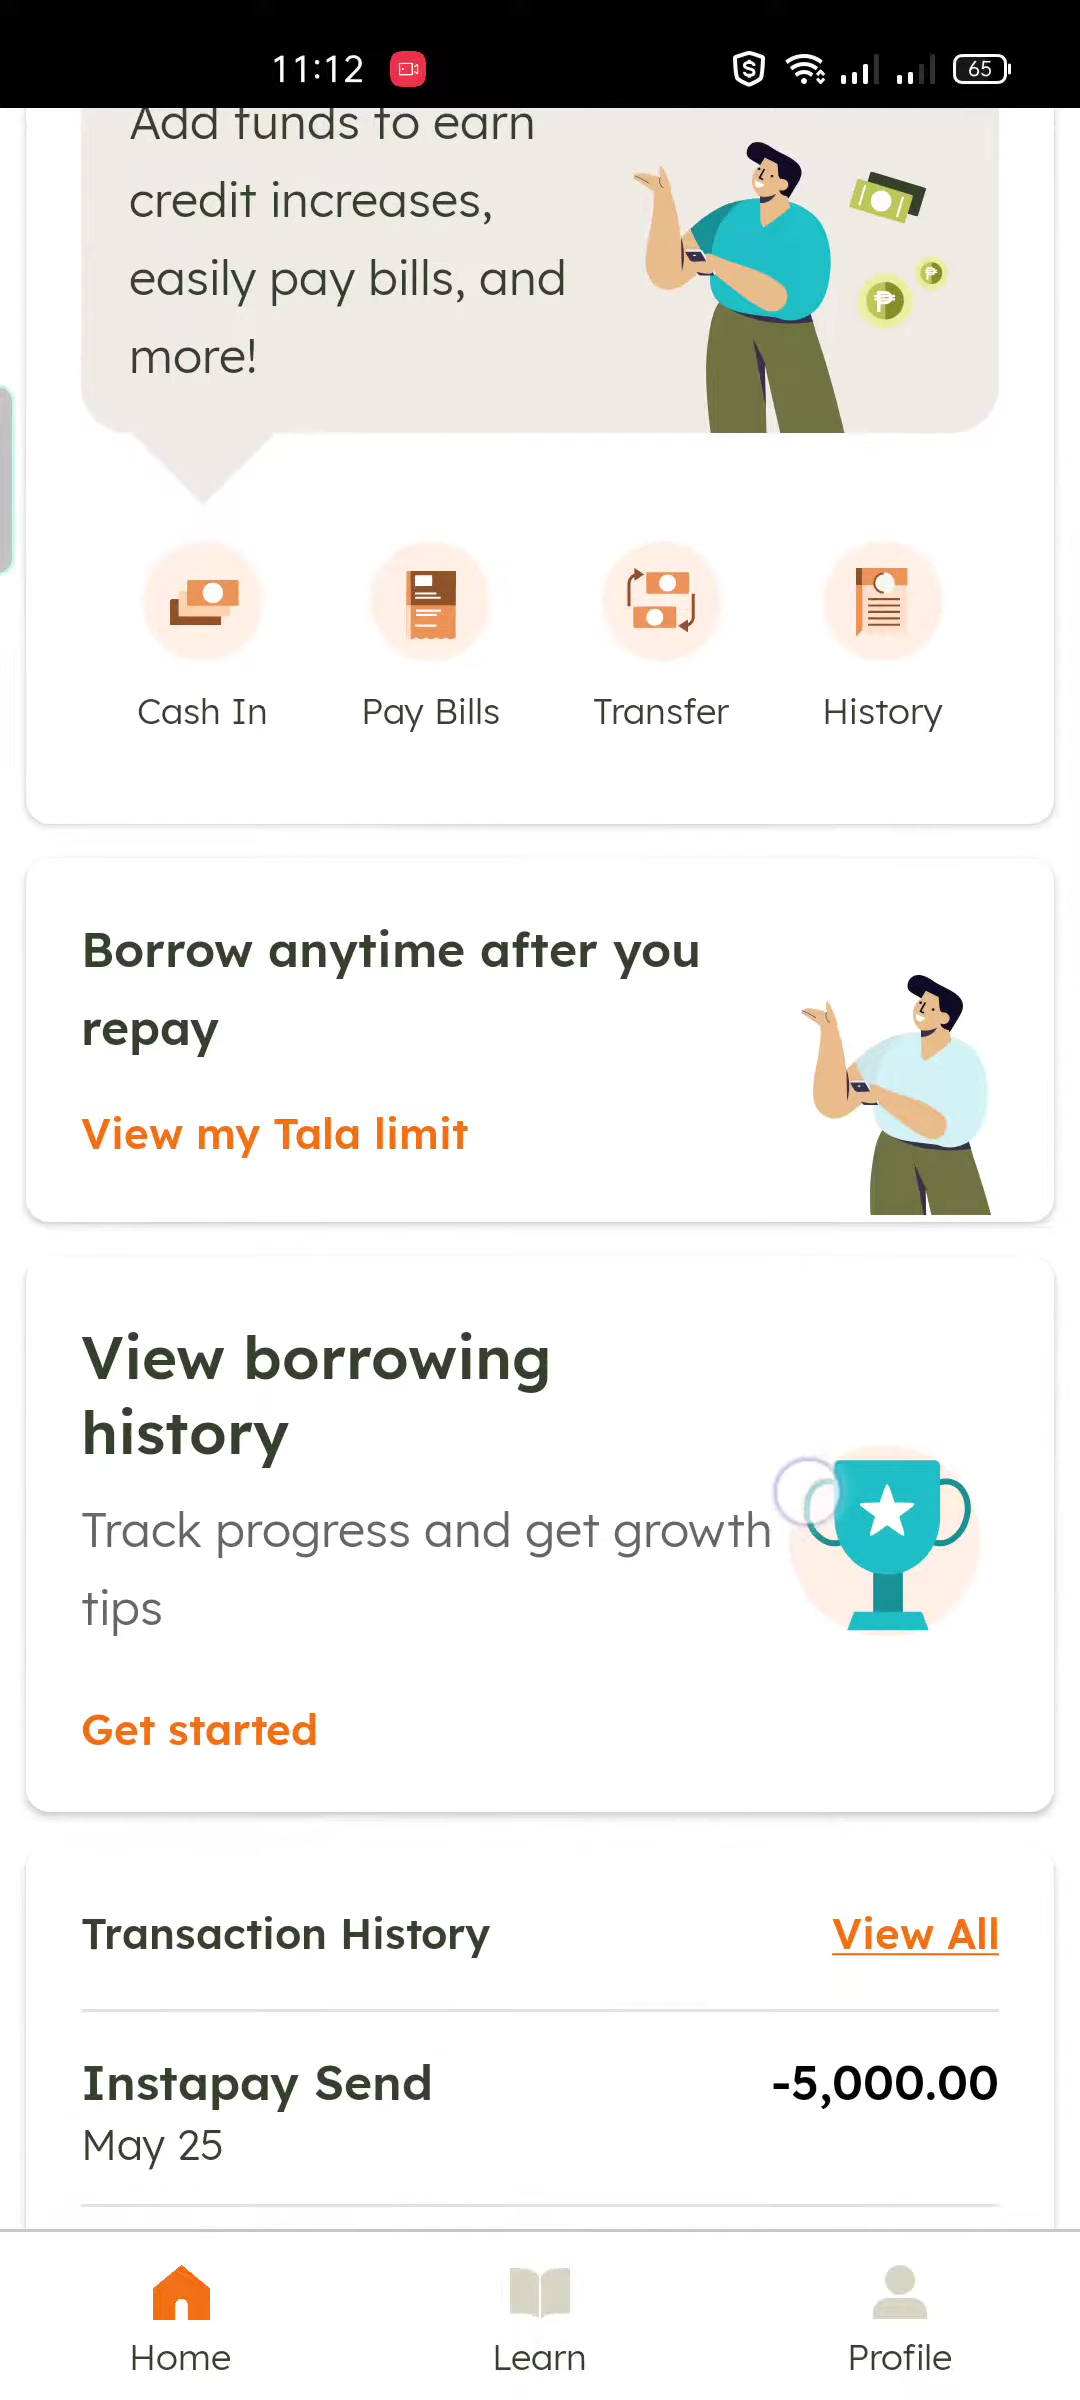 11:12
65
Add funds to earn
credit increases,
easily pay bills, and
more!
Cash In
Pay Bills
Transfer
History
Borrow anytime after you
repay
View my Tala limit
View borrowing
history
Track progress and get growth
tips
Get started
Transaction History
View All
Instapay Send
-5,000.00
May 25
Home
Learn
Profile